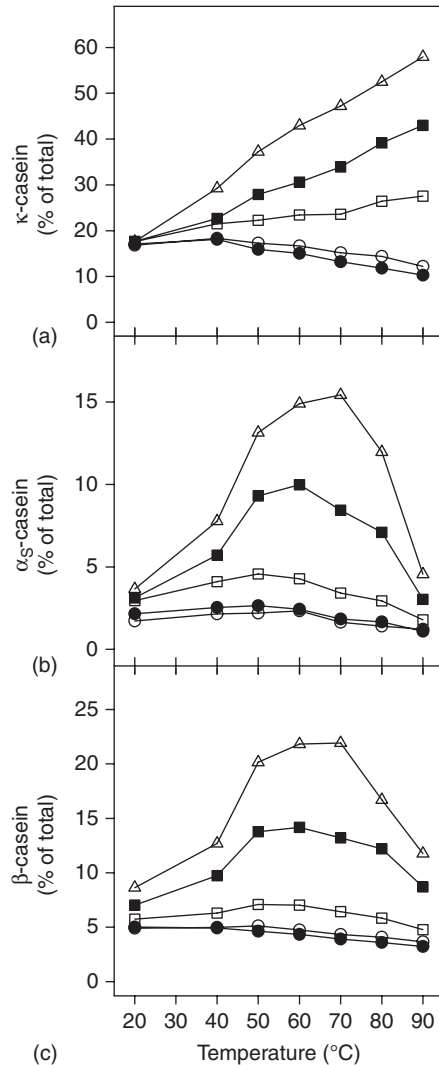 60
50
40
30
20
10
0
κ-casein
(% of total)
(a)
15
10
5
0
αS-casein
(% of total)
(b)
25
20
15
10
5
0
β-casein
(% of total)
20 30 40 50 60 70 80 90
(c)
Temperature (°C)